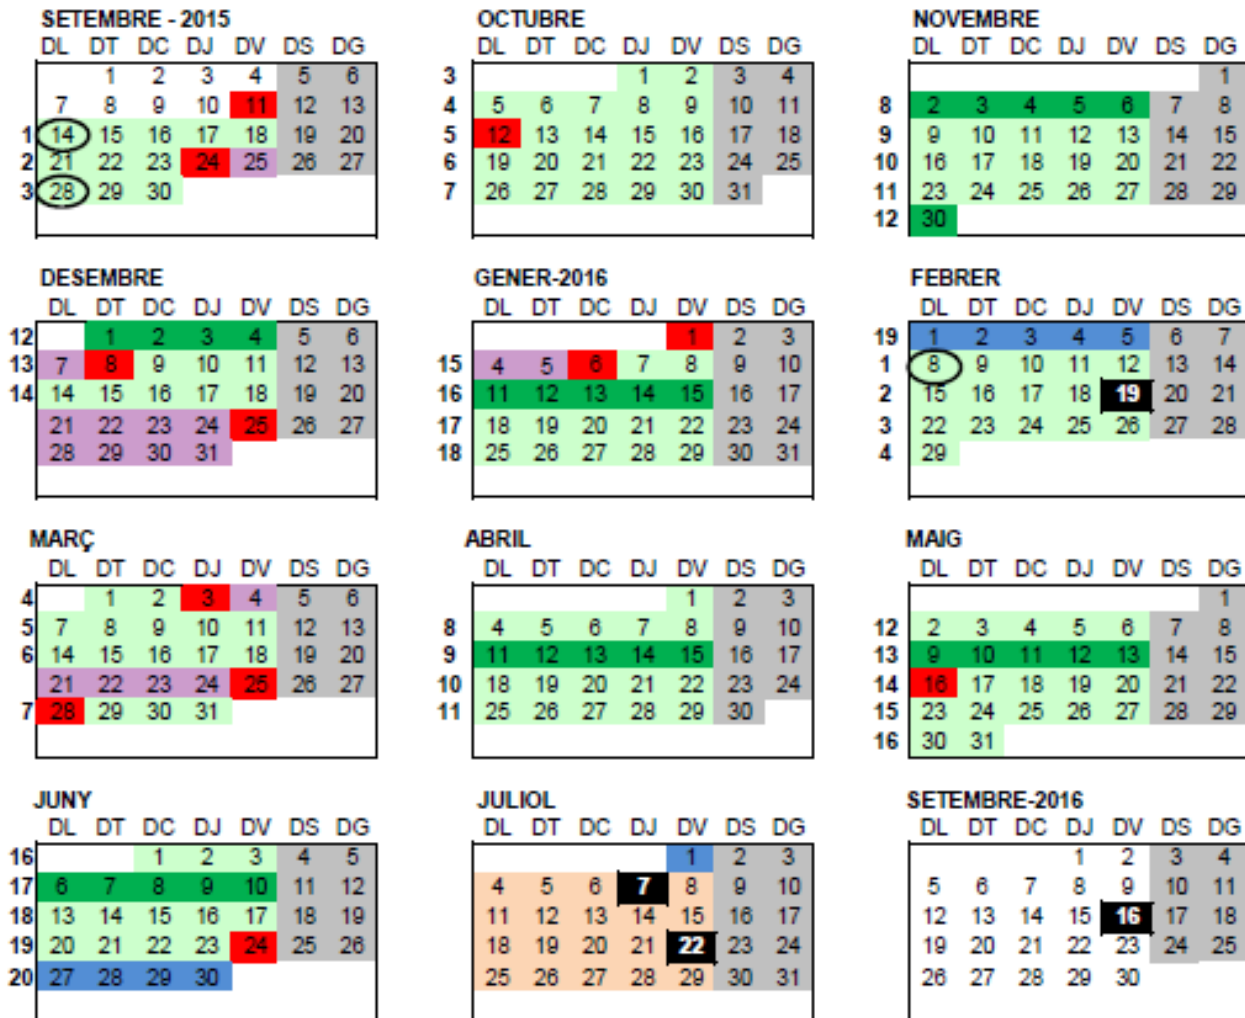 SETEMBRE - 2015
DL DT DC DJ DV DS DG
1 2 3 4 5 6
7 8 9 10 11 12 13
1 14 15 16 17 18 19 20
2 21 22 23 24 25 26 27
3 28 29 30
OCTUBRE
DL DT DC DJ DV DS DG
3 1 2 3 4
4 5 6 7 8 9 10 11
5 12 13 14 15 16 17 18
6 19 20 21 22 23 24 25
7 26 27 28 29 30 31
NOVEMBRE
DL DT DC DJ DV DS DG
1
8 2 3 4 5 6 7 8
9 9 10 11 12 13 14 15
10 16 17 18 19 20 21 22
11 23 24 25 26 27 28 29
12 30
DESEMBRE
DL DT DC DJ DV DS DG
12 1 2 3 4 5 6
13 7 8 9 10 11 12 13
14 14 15 16 17 18 19 20
21 22 23 24 25 26 27
28 29 30 31
GENER-2016
DL DT DC DJ DV DS DG
1 2 3
15 4 5 6 7 8 9 10
16 11 12 13 14 15 16 17
17 18 19 20 21 22 23 24
18 25 26 27 28 29 30 31
FEBRER
DL DT DC DJ DV DS DG
19 1 2 3 4 5 6 7
1 8 9 10 11 12 13 14
2 15 16 17 18 19 20 21
3 22 23 24 25 26 27 28
4 29
MARÇ
DL DT DC DJ DV DS DG
4 1 2 3 4 5 6
5 7 8 9 10 11 12 13
6 14 15 16 17 18 19 20
21 22 23 24 25 26 27
7 28 29 30 31
ABRIL
DL DT DC DJ DV DS DG
1 2 3
8 4 5 6 7 8 9 10
9 11 12 13 14 15 16 17
10 18 19 20 21 22 23 24
11 25 26 27 28 29 30
MAIG
DL DT DC DJ DV DS DG
1
12 2 3 4 5 6 7 8
13 9 10 11 12 13 14 15
14 16 17 18 19 20 21 22
15 23 24 25 26 27 28 29
16 30 31
JUNY
DL DT DC DJ DV DS DG
16 1 2 3 4 5
17 6 7 8 9 10 11 12
18 13 14 15 16 17 18 19
19 20 21 22 23 24 25 26
20 27 28 29 30
JULIOL
DL DT DC DJ DV DS DG
1 2 3
4 5 6 7 8 9 10
11 12 13 14 15 16 17
18 19 20 21 22 23 24
25 26 27 28 29 30 31
SETEMBRE-2016
DL DT DC DJ DV DS DG
1 2 3 4
5 6 7 8 9 10 11
12 13 14 15 16 17 18
19 20 21 22 23 24 25
26 27 28 29 30